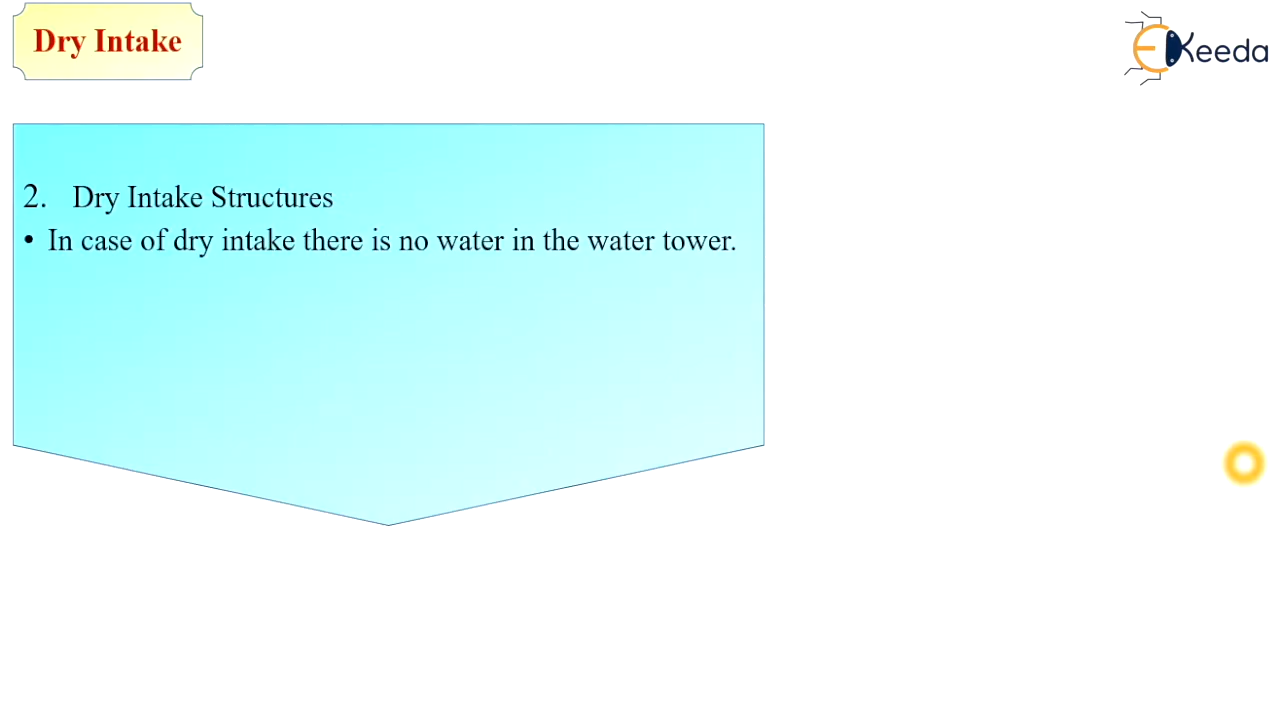 Dry Intake
EKeeda
2. Dry Intake Structures
• In case of dry intake there is no water in the water tower.